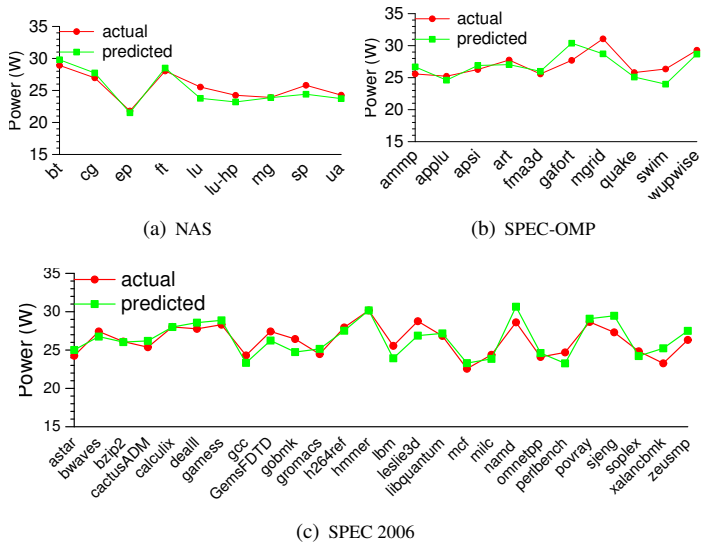 35
30
25
20
15
Power (W)
actual
predicted
bt
cg
ep
ft
lu
lu-hp
mg
sp
ua
(a) NAS
35
30
25
20
15
Power (W)
actual
predicted
ammp
applu
apsi
art
fma3d
gafort
mgrid
quake
swim
wupwise
(b) SPEC-OMP
35
30
25
20
15
Power (W)
actual
predicted
astar
bwaves
bzip2
cactusADM
calculix
dealII
gamess
gcc
GemsFDTD
gobmk
gromacs
h264ref
hmmer
lbm
leslie3d
libquantum
mcf
milc
namd
omnetpp
perlbench
povray
sjeng
soplex
xalancbmk
zeusmp
(c) SPEC 2006